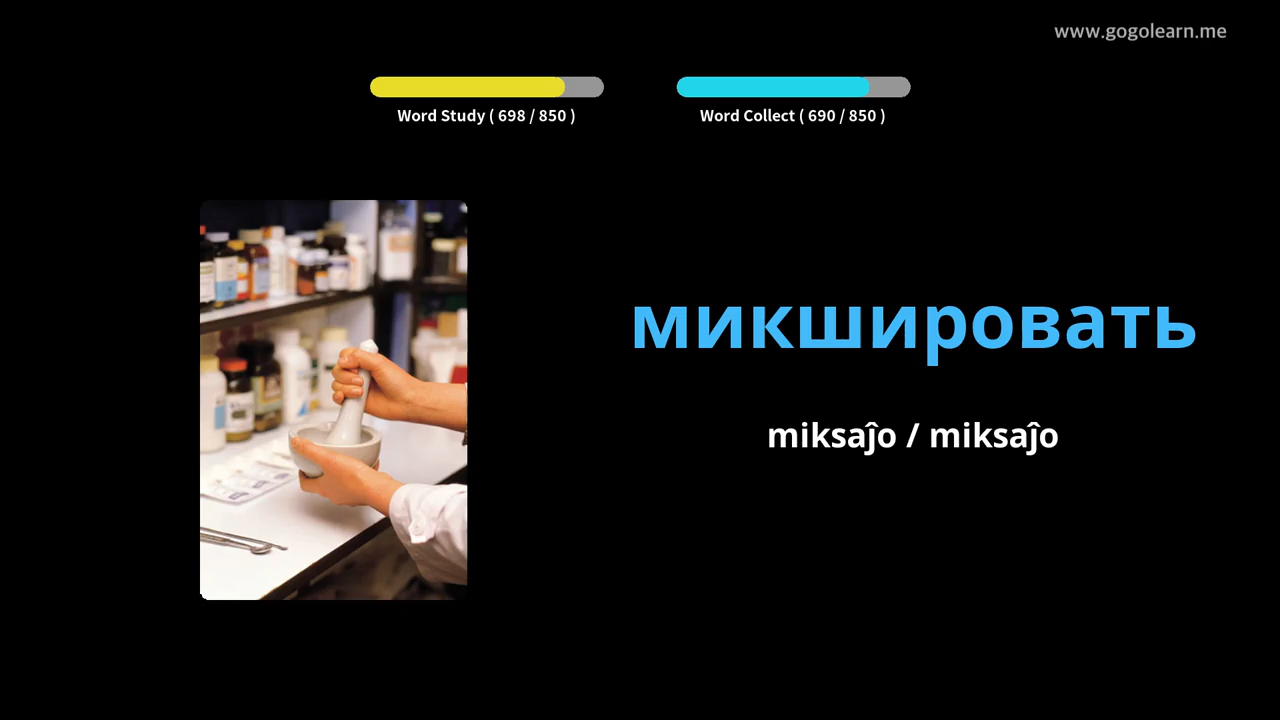 www.gogolearn.me
Word Study ( 698 / 850 )
Word Collect ( 690 / 850 )
микшировать
miksaĵo / miksaĵo